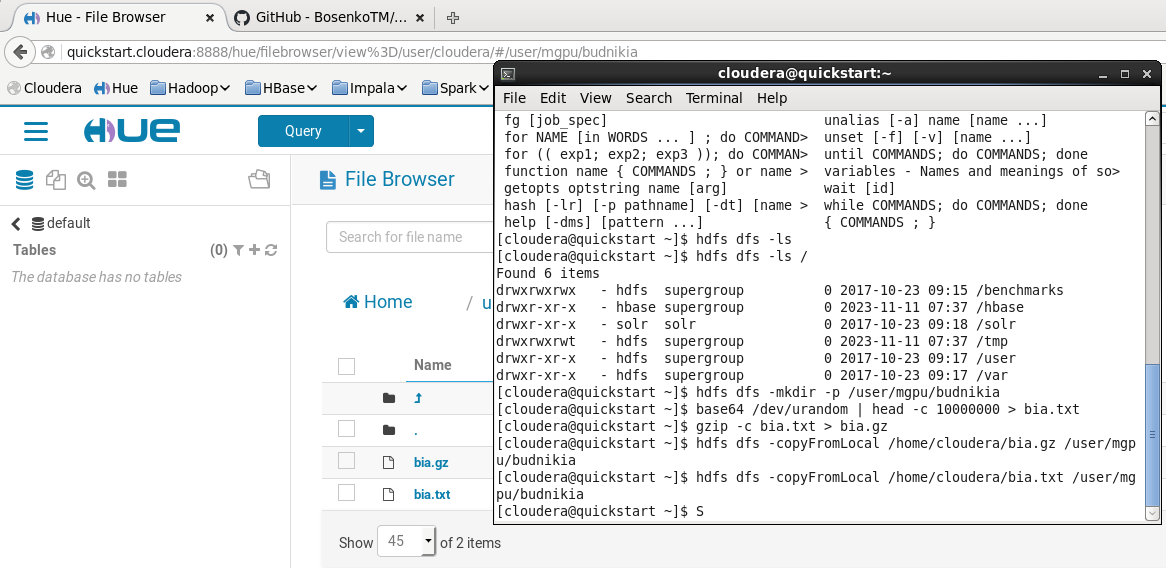 Hue - File Browser
GitHub - BosenkoTM/...
quickstart.cloudera:8888/hue/filebrowser/view%3D/user/cloudera/#/user/mgpu/budnikia
Cloudera Hue Hadoop HBase Impala Spark
HUE
Query
default
Tables (0)
The database has no tables
File Browser
Search for file name
Home / u
Name
.
bia.gz
bia.txt
Show 45 of 2 items
cloudera@quickstart:~
File Edit View Search Terminal Help
fg [job_spec] unalias [-a] name [name ...]
for NAME [in WORDS ... ] ; do COMMAND> unset [-f] [-v] [name ...]
for (( exp1; exp2; exp3 )); do COMMAN> until COMMANDS; do COMMANDS; done
function name { COMMANDS ; } or name > variables - Names and meanings of so>
getopts optstring name [arg] wait [id]
hash [-lr] [-p pathname] [-dt] [name > while COMMANDS; do COMMANDS; done
help [-dms] [pattern ...] { COMMANDS ; }
[cloudera@quickstart ~]$ hdfs dfs -ls
[cloudera@quickstart ~]$ hdfs dfs -ls /
Found 6 items
drwxrwxrwx - hdfs supergroup 0 2017-10-23 09:15 /benchmarks
drwxr-xr-x - hbase supergroup 0 2023-11-11 07:37 /hbase
drwxr-xr-x - solr solr 0 2017-10-23 09:18 /solr
drwxrwxrwt - hdfs supergroup 0 2023-11-11 07:37 /tmp
drwxr-xr-x - hdfs supergroup 0 2017-10-23 09:17 /user
drwxr-xr-x - hdfs supergroup 0 2017-10-23 09:17 /var
[cloudera@quickstart ~]$ hdfs dfs -mkdir -p /user/mgpu/budnikia
[cloudera@quickstart ~]$ base64 /dev/urandom | head -c 10000000 > bia.txt
[cloudera@quickstart ~]$ gzip -c bia.txt > bia.gz
[cloudera@quickstart ~]$ hdfs dfs -copyFromLocal /home/cloudera/bia.gz /user/mgp
u/budnikia
[cloudera@quickstart ~]$ hdfs dfs -copyFromLocal /home/cloudera/bia.txt /user/mg
pu/budnikia
[cloudera@quickstart ~]$ S